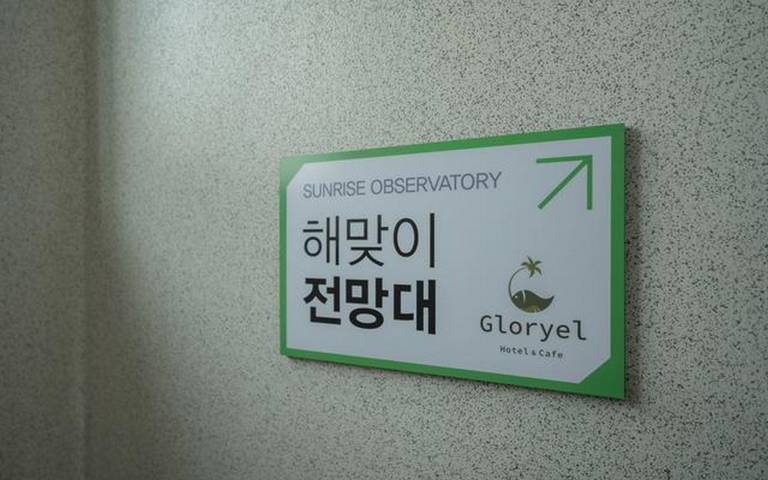 SUNRISE OBSERVATORY
해맞이
전망대
Gloryel
Hotel & Cafe